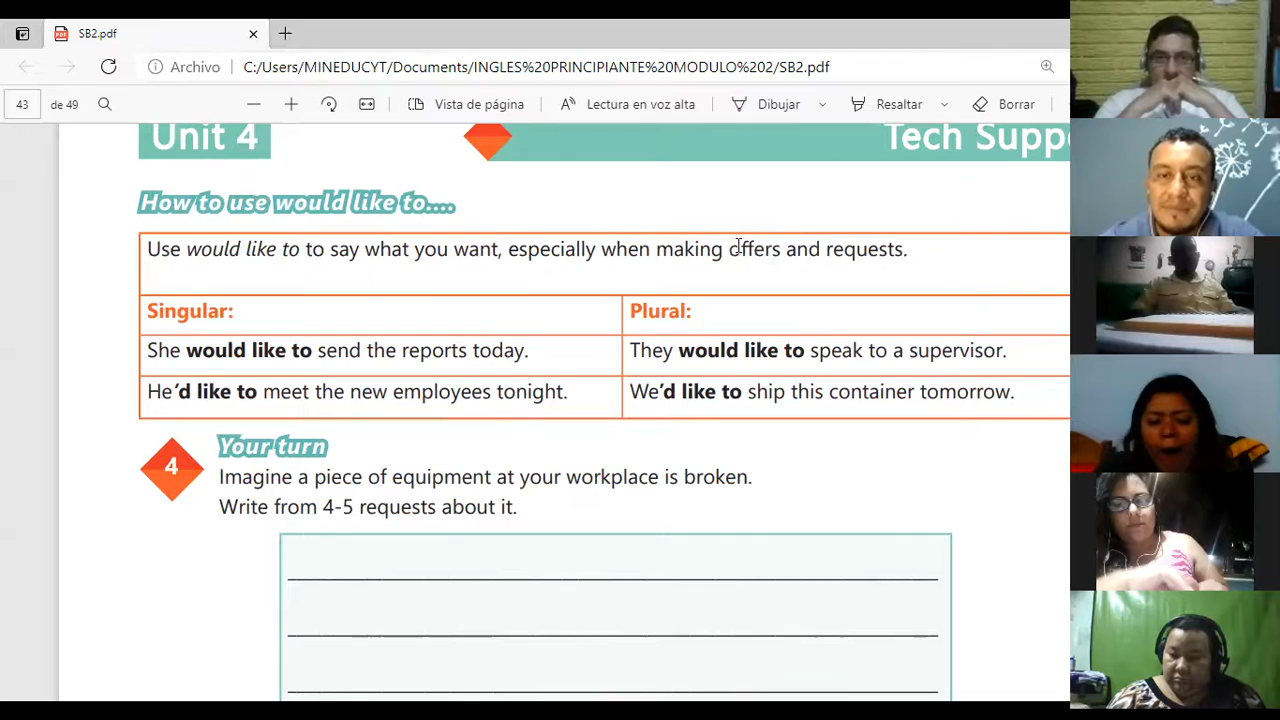 SB2.pdf
Archivo C:/Users/MINEDUCYT/Documents/INGLES%20PRINCIPIANTE%20MODULO%202/SB2.pdf
43 de 49 Vista de página Lectura en voz alta Dibujar Resaltar Borrar
Unit 4 Tech Suppo
How to use would like to....
Use would like to to say what you want, especially when making offers and requests.
Singular: Plural:
She would like to send the reports today. They would like to speak to a supervisor.
He'd like to meet the new employees tonight. We'd like to ship this container tomorrow.
4 Your turn
Imagine a piece of equipment at your workplace is broken.
Write from 4-5 requests about it.